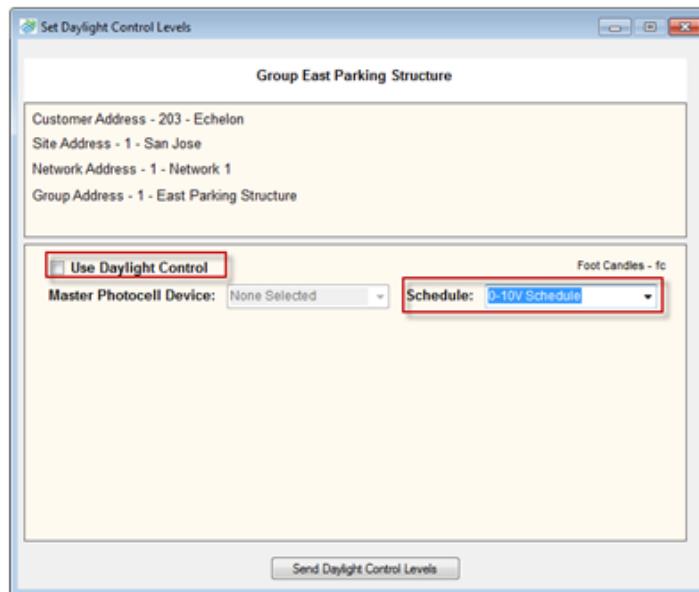 Set Daylight Control Levels
Group East Parking Structure
Customer Address - 203 - Echelon
Site Address - 1 - San Jose
Network Address - 1 - Network 1
Group Address - 1 - East Parking Structure
Use Daylight Control
Foot Candles - fc
Master Photocell Device: None Selected Schedule: 0-10V Schedule
Send Daylight Control Levels